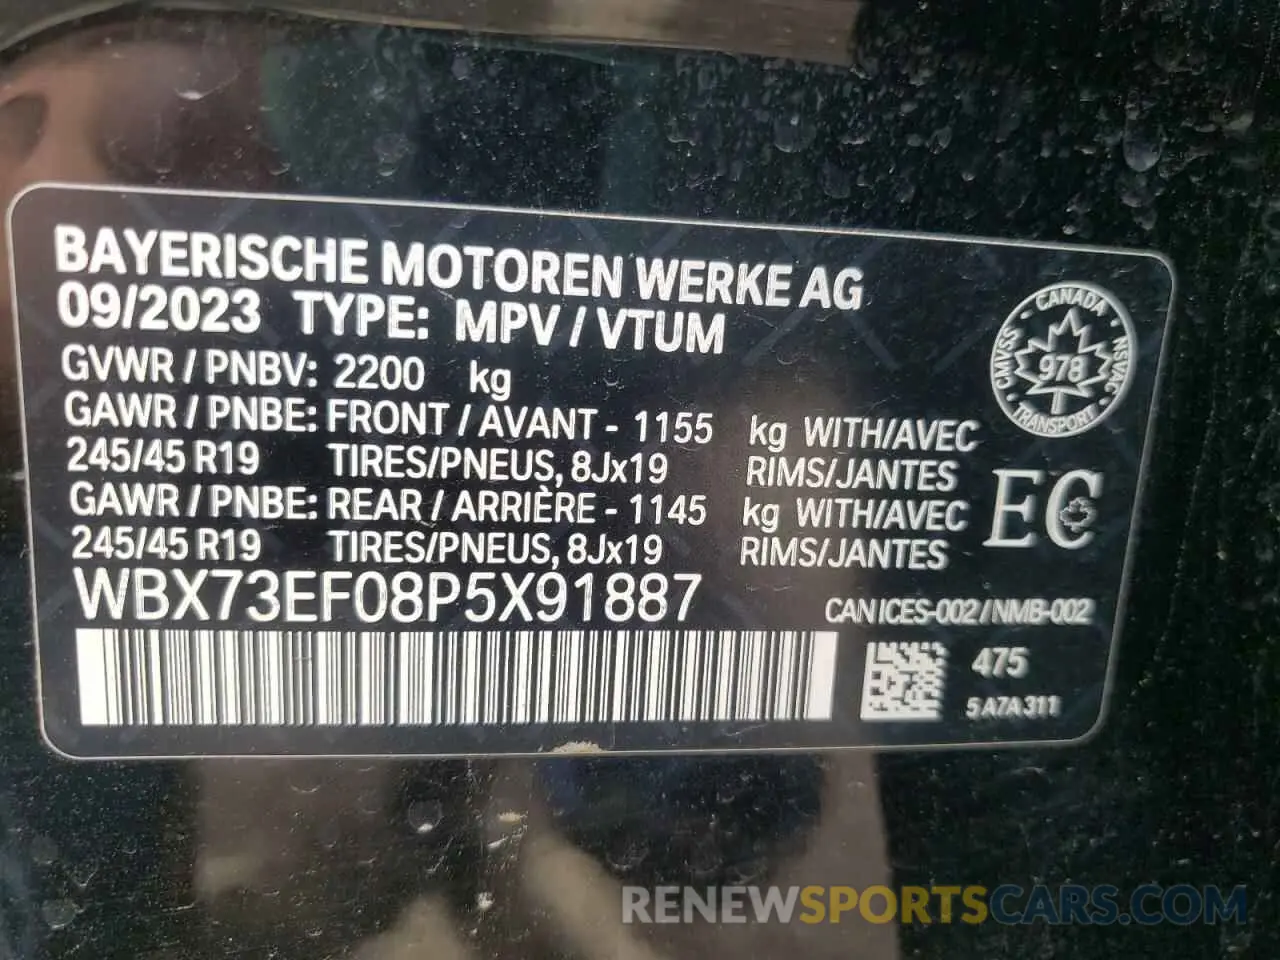 BAYERISCHE MOTOREN WERKE AG
09/2023 TYPE: MPV / VTUM
GVWR / PNBV: 2200 kg
GAWR / PNBE: FRONT / AVANT - 1155 kg WITH/AVEC
245/45 R19 TIRES/PNEUS, 8Jx19 RIMS/JANTES
GAWR / PNBE: REAR / ARRIÈRE - 1145 kg WITH/AVEC
245/45 R19 TIRES/PNEUS, 8Jx19 RIMS/JANTES
WBX73EF08P5X91887
CANADA
CMVSS 978 NSVAC
TRANSPORT
EC
CAN ICES-002 / NMB-002
475
5 A7A 311
RENEWSPORTSCARS.COM